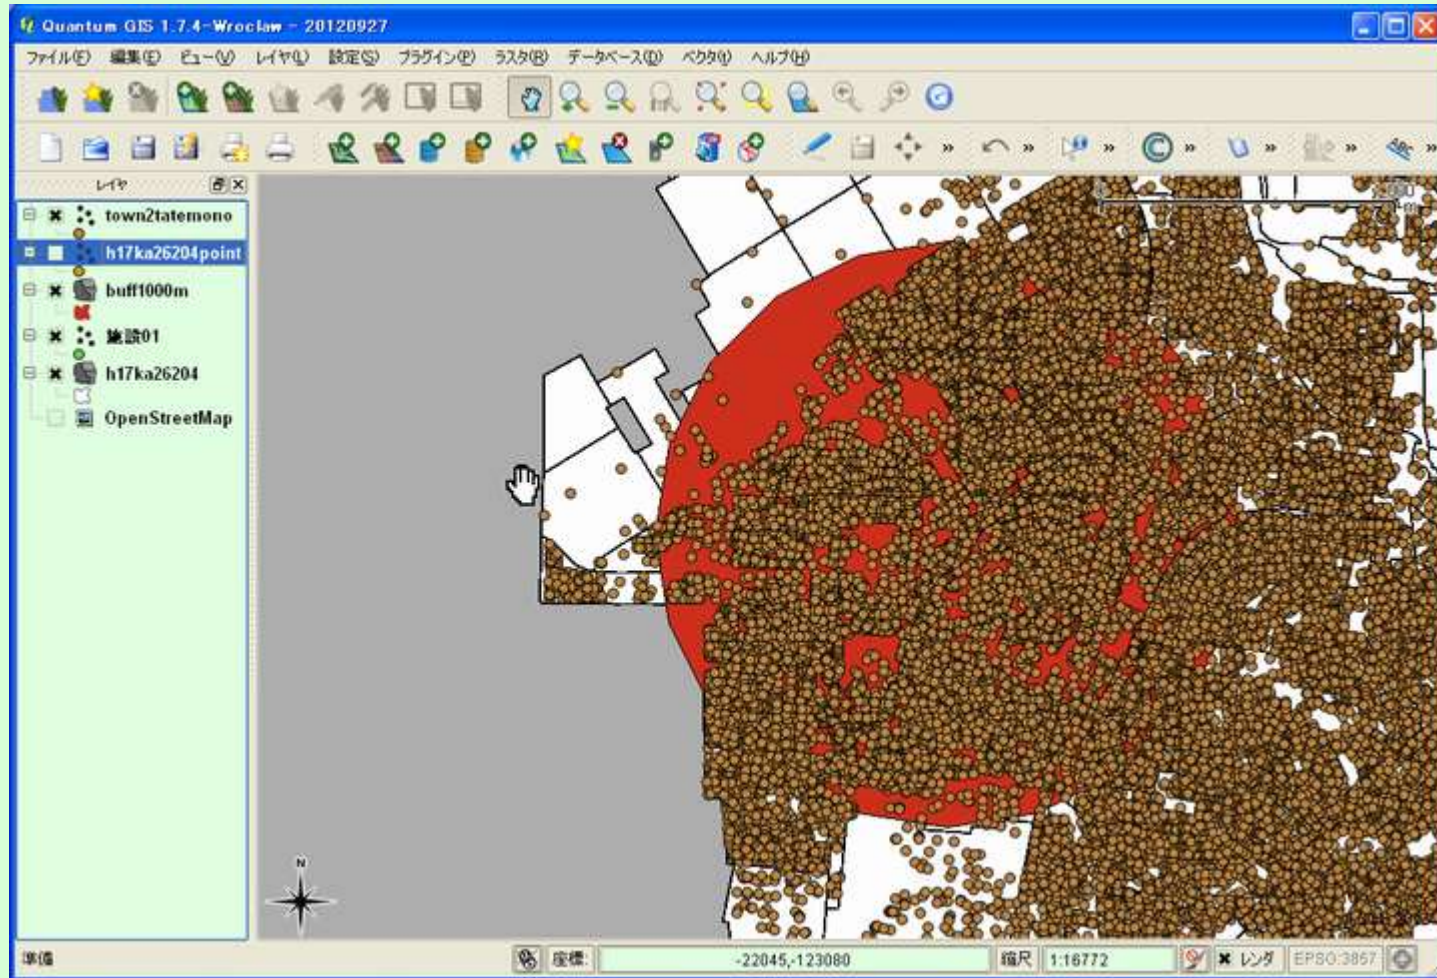 Quantum GIS 1.7.4-Wroclaw - 20120927
ファイル(F) 編集(E) ビュー(V) レイヤ(L) 設定(S) プラグイン(P) ラスタ(R) データベース(D) ベクタ(t) ヘルプ(H)
レイヤ
town2tatemono
h17ka26204point
buff1000m
施設01
h17ka26204
OpenStreetMap
N
準備 座標: -22045,-123080 縮尺 1:16772 レンダ EPSG:3857